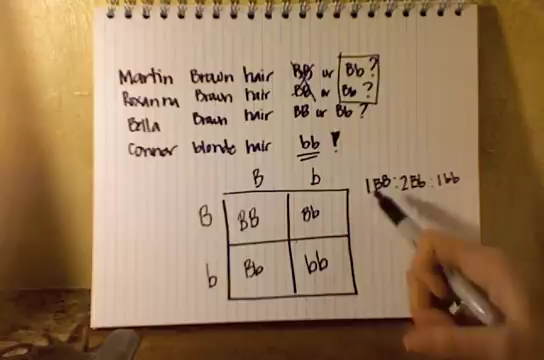 Martin Brown hair BB or Bb?
Roxanna Brown hair BB or Bb?
Bella Brown hair BB or Bb?
Connor blonde hair bb!
B b
B BB Bb
b Bb bb
1BB:2Bb:1bb